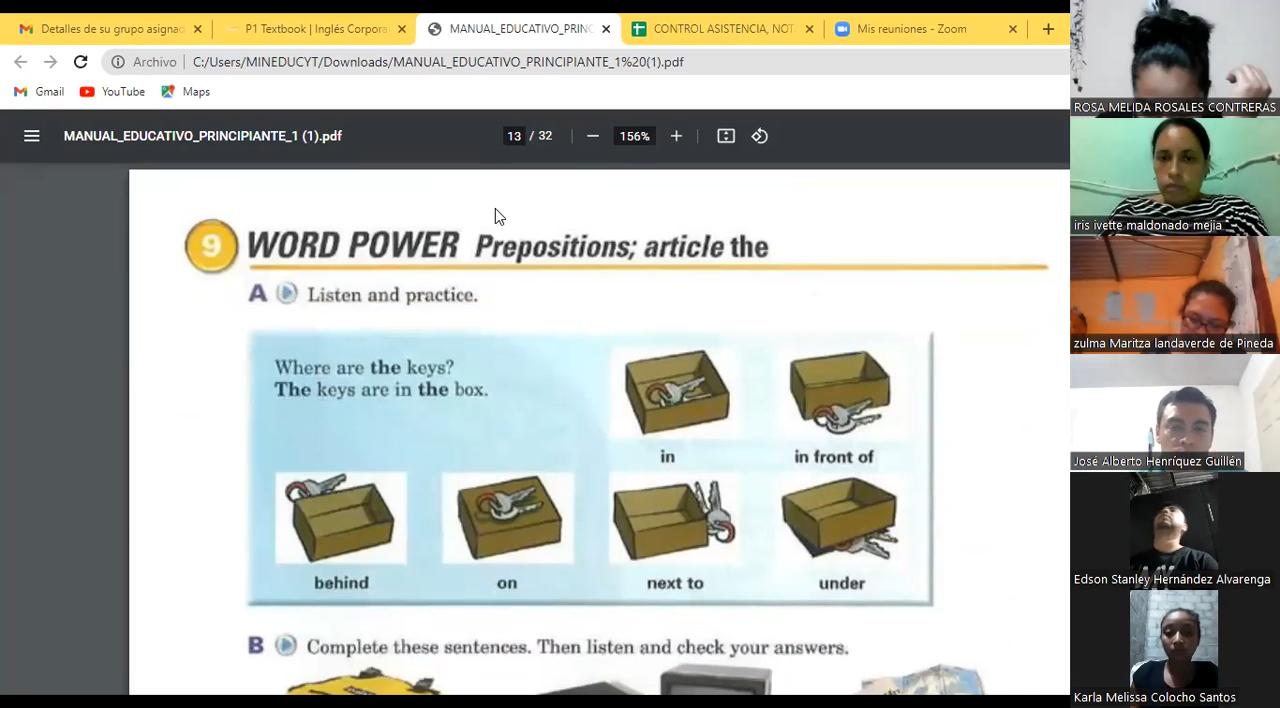 Detalles de su grupo asigna
P1 Textbook | Inglés Corpora
MANUAL_EDUCATIVO_PRINC
CONTROL ASISTENCIA, NOT
Mis reuniones - Zoom
Archivo
C:/Users/MINEDUCYT/Downloads/MANUAL_EDUCATIVO_PRINCIPIANTE_1%20(1).pdf
Gmail
YouTube
Maps
MANUAL_EDUCATIVO_PRINCIPIANTE_1 (1).pdf
13 / 32
156%
9 WORD POWER Prepositions; article the
A Listen and practice.
Where are the keys?
The keys are in the box.
in
in front of
behind
on
next to
under
B Complete these sentences. Then listen and check your answers.
ROSA MELIDA ROSALES CONTRERAS
iris ivette maldonado mejia
zulma Maritza landaverde de Pineda
José Alberto Henríquez Guillén
Edson Stanley Hernández Alvarenga
Karla Melissa Colocho Santos